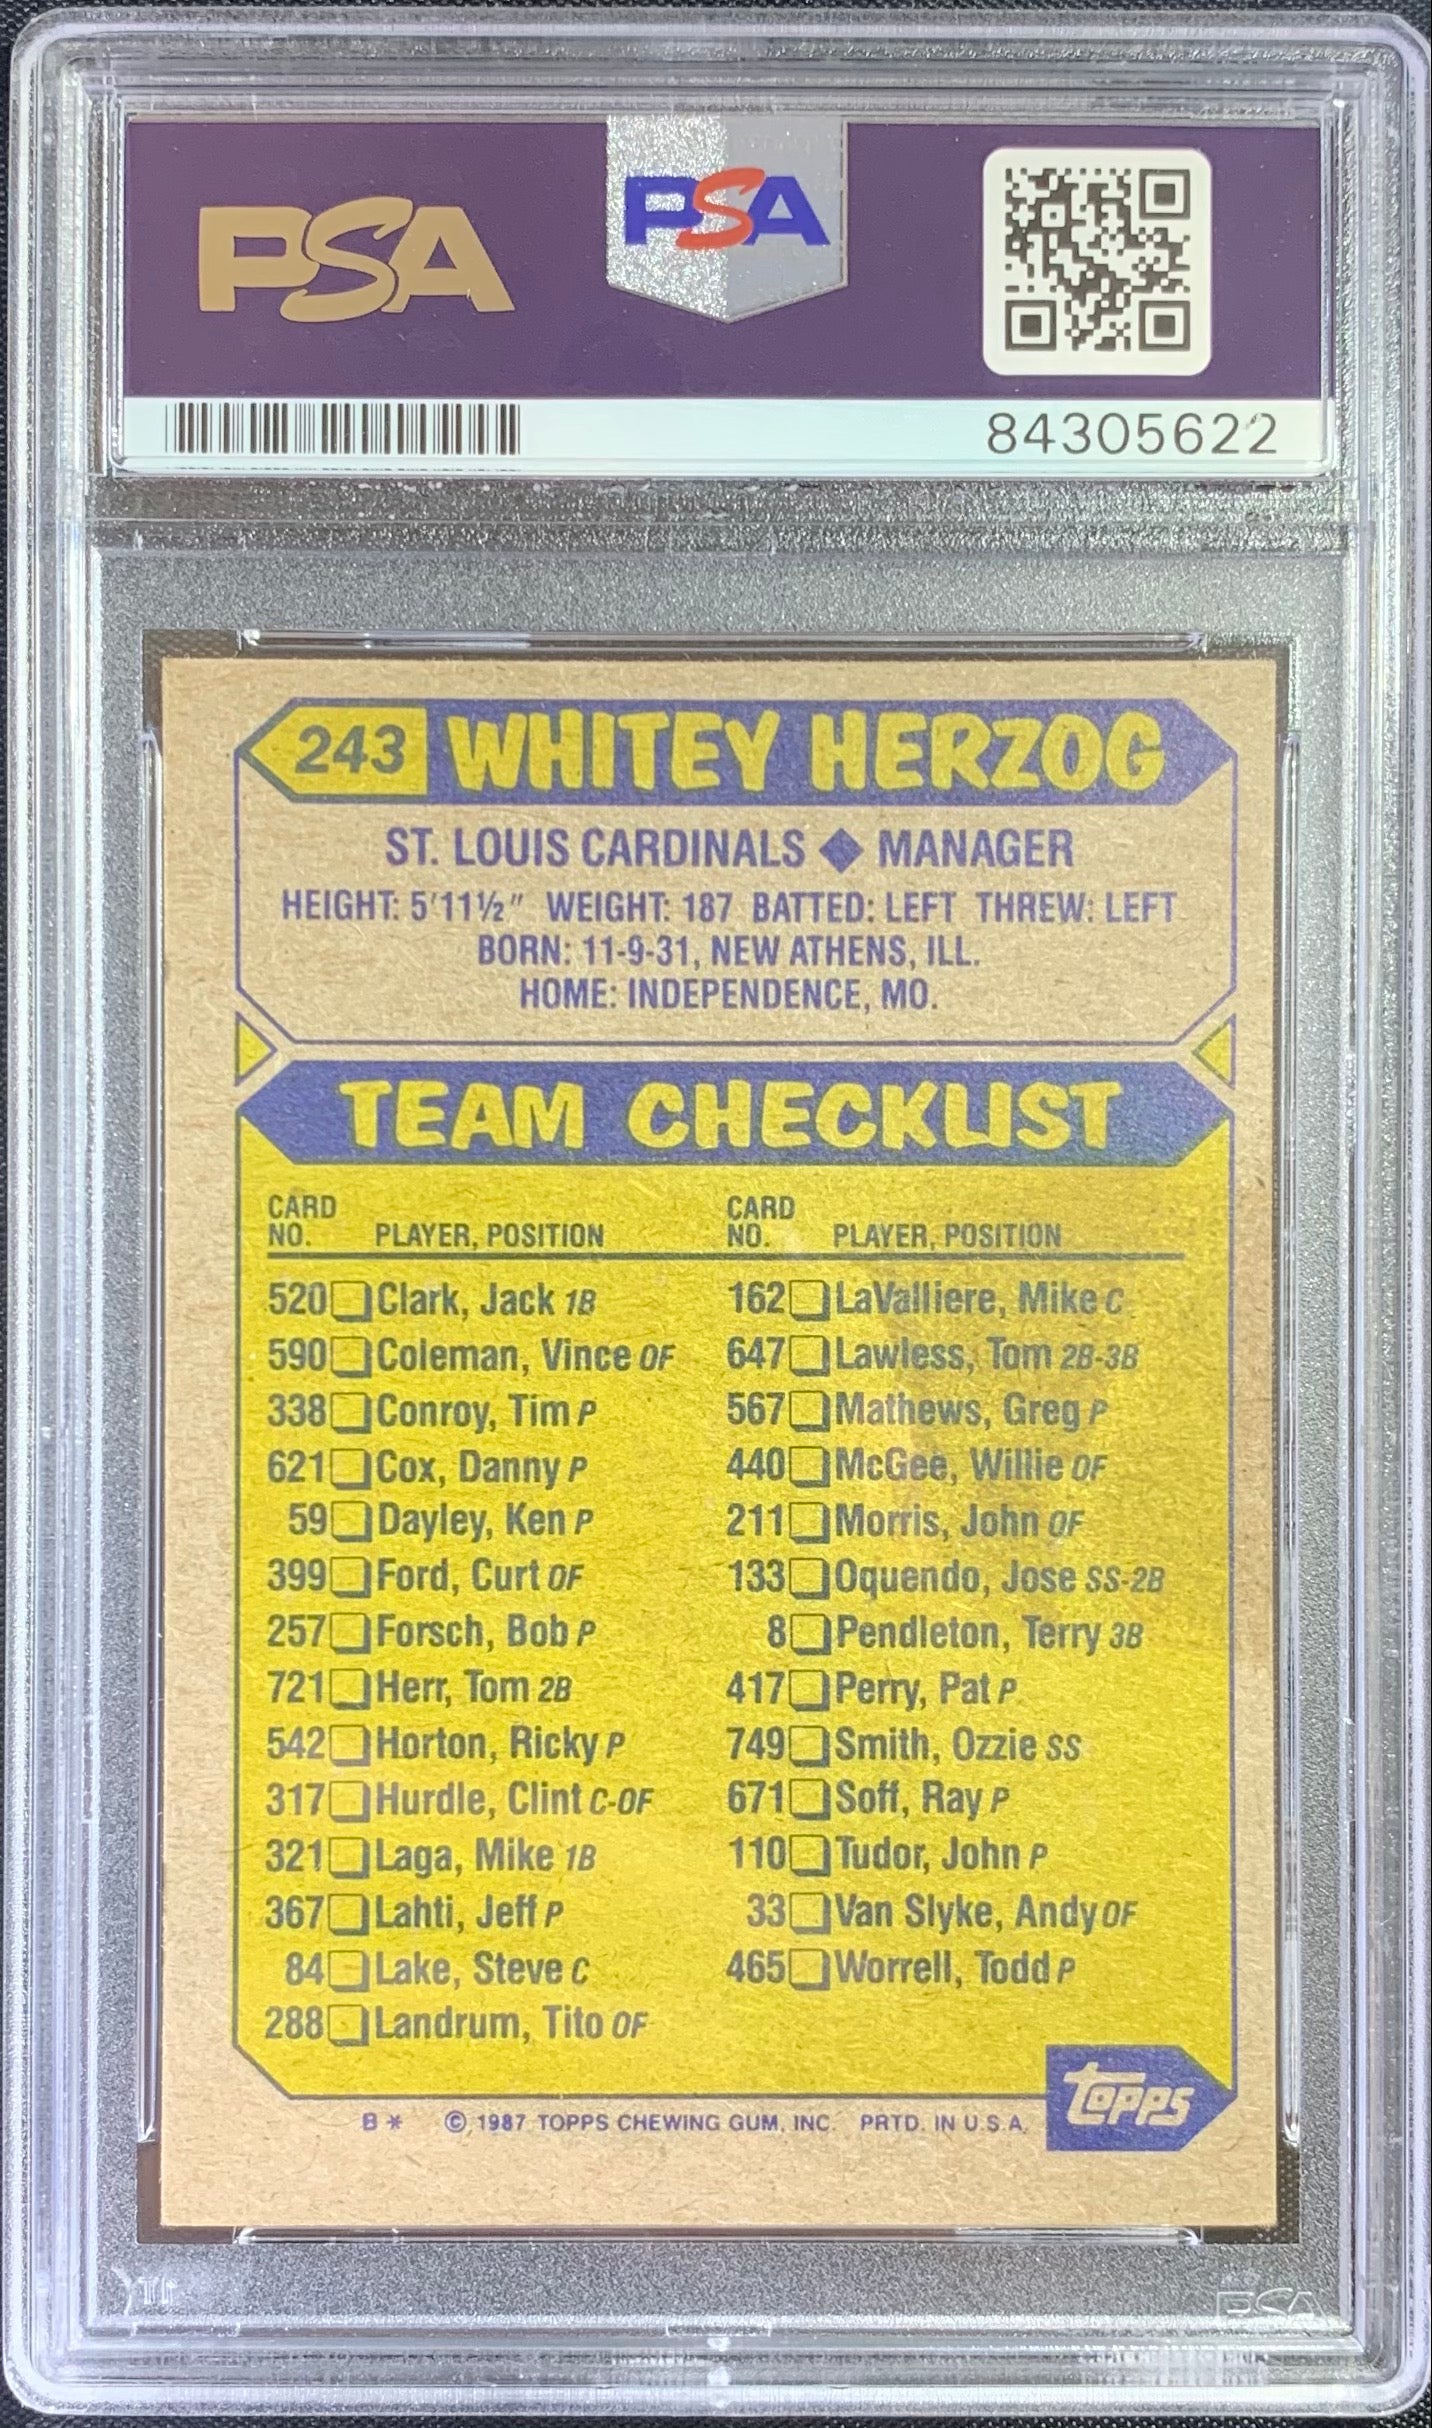 PSA
PSA
84305622
243 WHITEY HERZOG
ST. LOUIS CARDINALS ◆ MANAGER
HEIGHT: 5'11½" WEIGHT: 187 BATTED: LEFT THREW: LEFT
BORN: 11-9-31, NEW ATHENS, ILL.
HOME: INDEPENDENCE, MO.
TEAM CHECKLIST
CARD
NO. PLAYER, POSITION
520 Clark, Jack 1B
590 Coleman, Vince OF
338 Conroy, Tim P
621 Cox, Danny P
59 Dayley, Ken P
399 Ford, Curt OF
257 Forsch, Bob P
721 Herr, Tom 2B
542 Horton, Ricky P
317 Hurdle, Clint C-OF
321 Laga, Mike 1B
367 Lahti, Jeff P
84 Lake, Steve C
288 Landrum, Tito OF
CARD
NO. PLAYER, POSITION
162 LaValliere, Mike C
647 Lawless, Tom 2B-3B
567 Mathews, Greg P
440 McGee, Willie OF
211 Morris, John OF
133 Oquendo, Jose SS-2B
8 Pendleton, Terry 3B
417 Perry, Pat P
749 Smith, Ozzie SS
671 Soff, Ray P
110 Tudor, John P
33 Van Slyke, Andy OF
465 Worrell, Todd P
B * © 1987 TOPPS CHEWING GUM, INC. PRTD. IN U.S.A.
topps
PSA